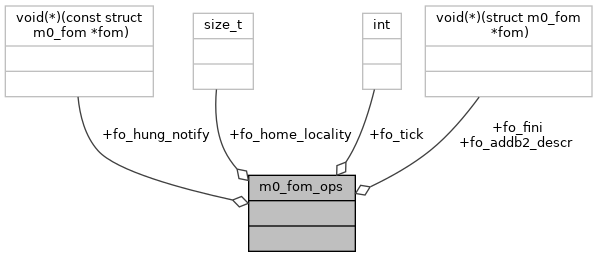 void(*)(const struct
m0_fom *fom)
size_t
int
void(*)(struct m0_fom
*fom)
+fo_hung_notify
+fo_home_locality
+fo_tick
+fo_fini
+fo_addb2_descr
m0_fom_ops